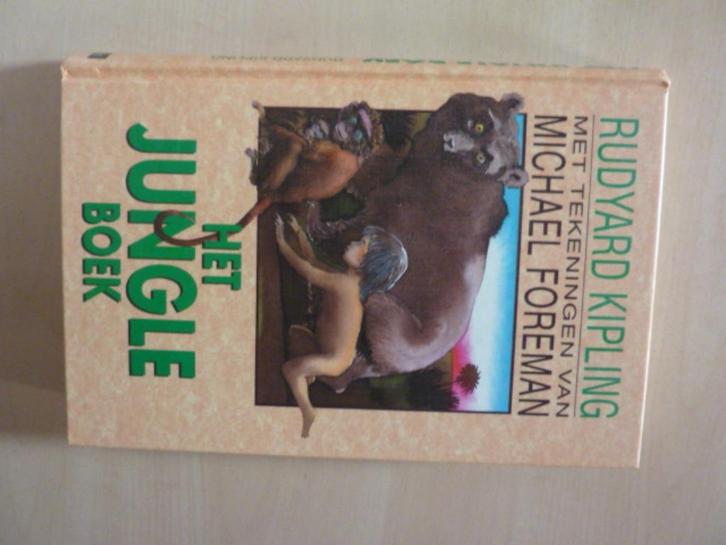 RUDYARD KIPLING
MET TEKENINGEN VAN
MICHAEL FOREMAN
HET
JUNGLE
BOEK